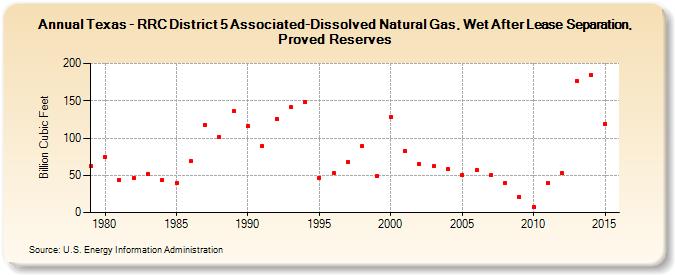 Annual Texas - RRC District 5 Associated-Dissolved Natural Gas, Wet After Lease Separation,
Proved Reserves
Billion Cubic Feet
200
150
100
50
0
1980 1985 1990 1995 2000 2005 2010 2015
Source: U.S. Energy Information Administration